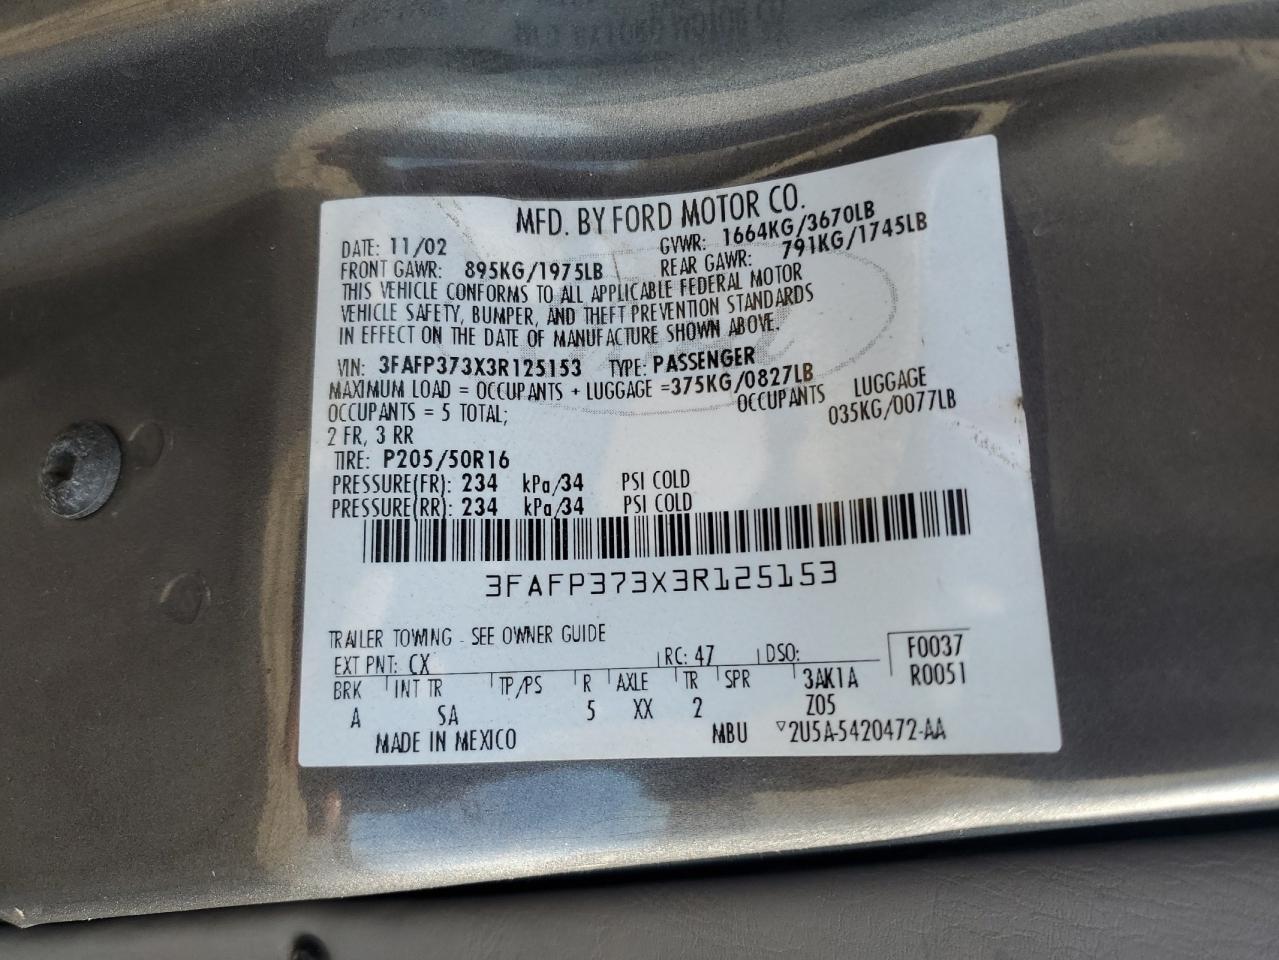 MFD. BY FORD MOTOR CO.
DATE: 11/02 GVWR: 1664KG/3670LB
FRONT GAWR: 895KG/1975LB REAR GAWR: 791KG/1745LB
THIS VEHICLE CONFORMS TO ALL APPLICABLE FEDERAL MOTOR
VEHICLE SAFETY, BUMPER, AND THEFT PREVENTION STANDARDS
IN EFFECT ON THE DATE OF MANUFACTURE SHOWN ABOVE.
VIN: 3FAFP373X3R125153 TYPE: PASSENGER
MAXIMUM LOAD = OCCUPANTS + LUGGAGE =375KG/0827LB
OCCUPANTS = 5 TOTAL; OCCUPANTS LUGGAGE
2 FR, 3 RR 035KG/0077LB
TIRE: P205/50R16
PRESSURE(FR): 234 kPa/34 PSI COLD
PRESSURE(RR): 234 kPa/34 PSI COLD
3FAFP373X3R125153
TRAILER TOWING - SEE OWNER GUIDE
EXT PNT: CX RC: 47 DSO: F0037
BRK INT TR TP/PS R AXLE TR SPR 3AK1A R0051
A SA 5 XX 2 Z05
MADE IN MEXICO MBU ▽2U5A-5420472-AA